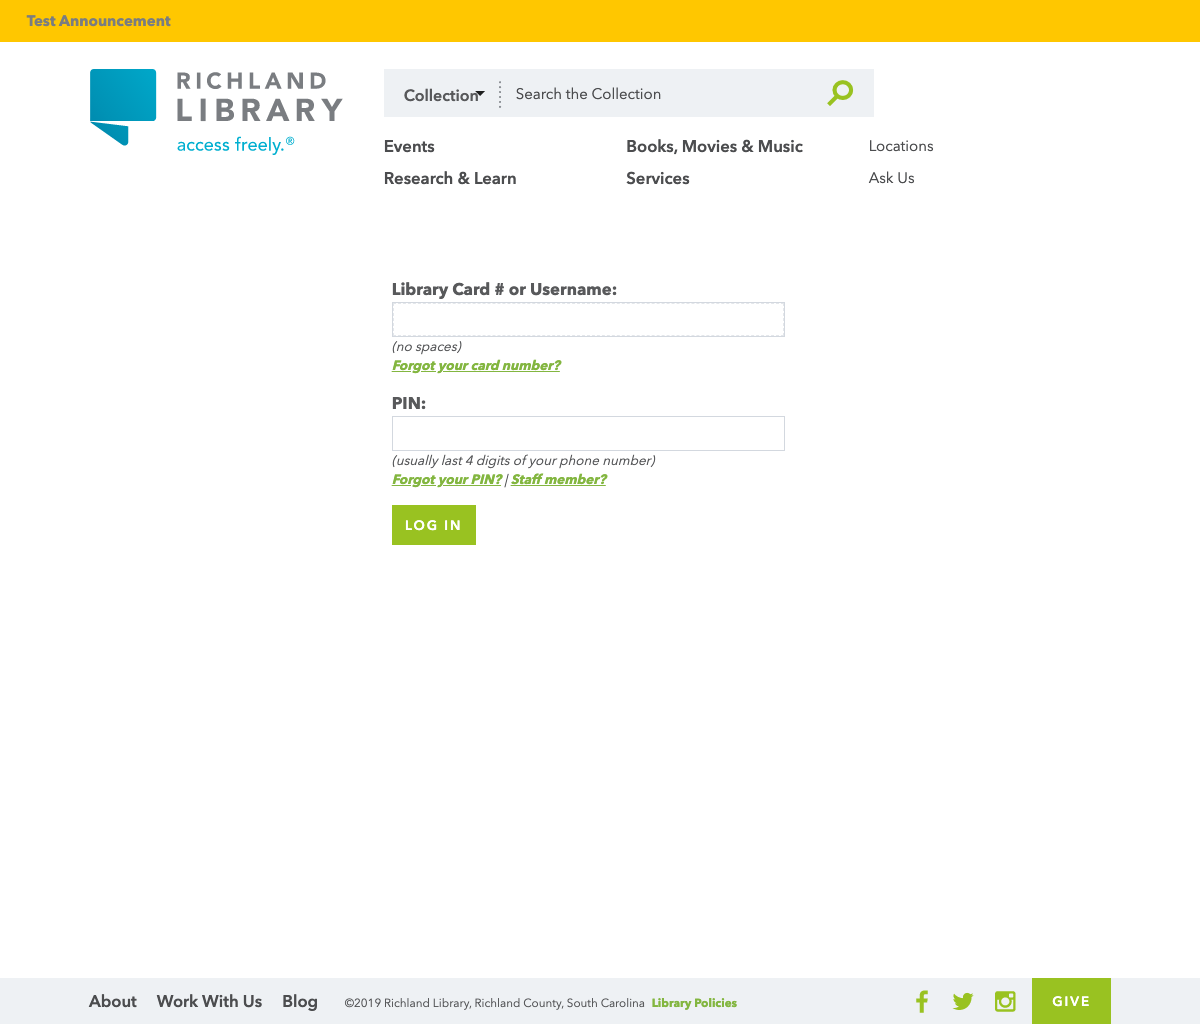 Test Announcement
RICHLAND
LIBRARY
access freely.®
Collection Search the Collection
Events Books, Movies & Music Locations
Research & Learn Services Ask Us
Library Card # or Username:
(no spaces)
Forgot your card number?
PIN:
(usually last 4 digits of your phone number)
Forgot your PIN? | Staff member?
LOG IN
About Work With Us Blog ©2019 Richland Library, Richland County, South Carolina Library Policies GIVE